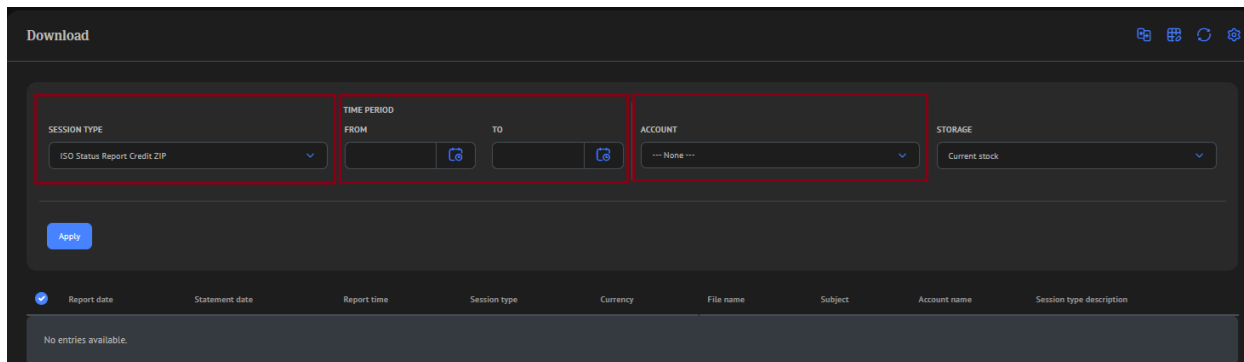 Download
TIME PERIOD
SESSION TYPE FROM TO ACCOUNT STORAGE
ISO Status Report Credit ZIP --- None --- Current stock
Apply
Report date Statement date Report time Session type Currency File name Subject Account name Session type description
No entries available.